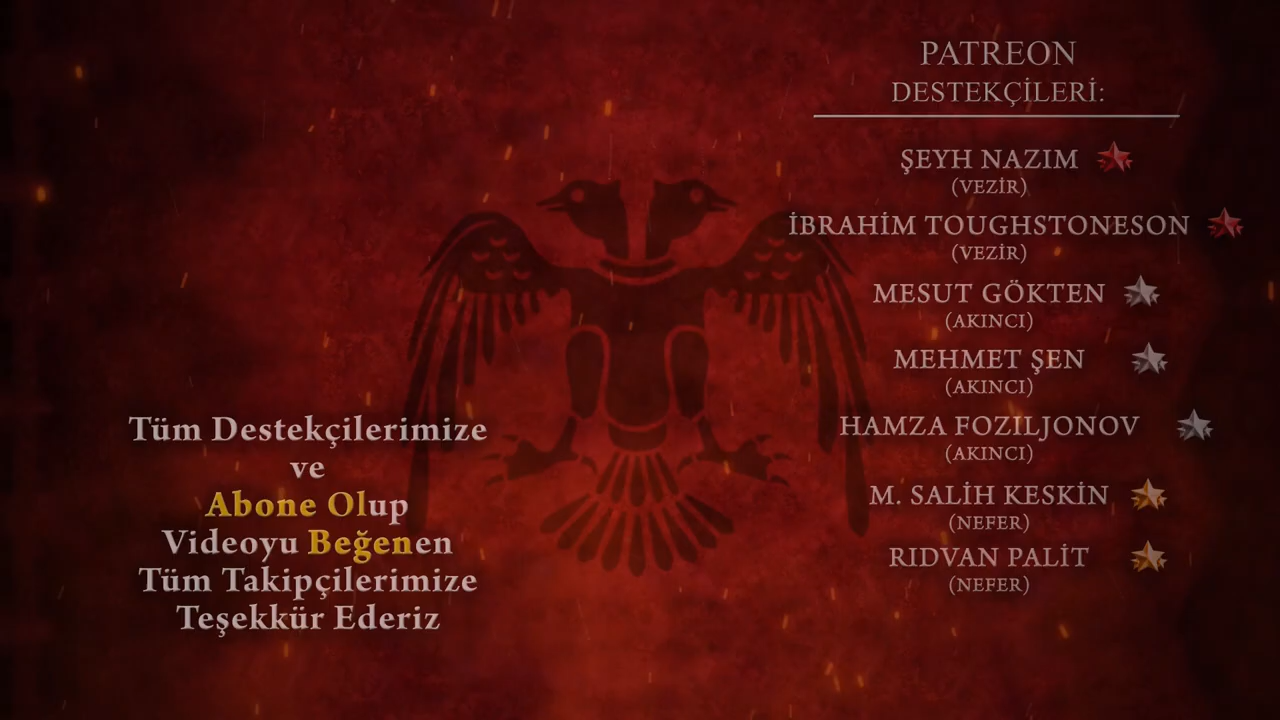 PATREON
DESTEKÇİLERİ:
ŞEYH NAZIM
(VEZİR)
İBRAHİM TOUGHSTONESON
(VEZİR)
MESUT GÖKTEN
(AKINCI)
MEHMET ŞEN
(AKINCI)
HAMZA FOZILJONOV
(AKINCI)
M. SALİH KESKİN
(NEFER)
RIDVAN PALİT
(NEFER)
Tüm Destekçilerimize
ve
Abone Olup
Videoyu Beğenen
Tüm Takipçilerimize
Teşekkür Ederiz